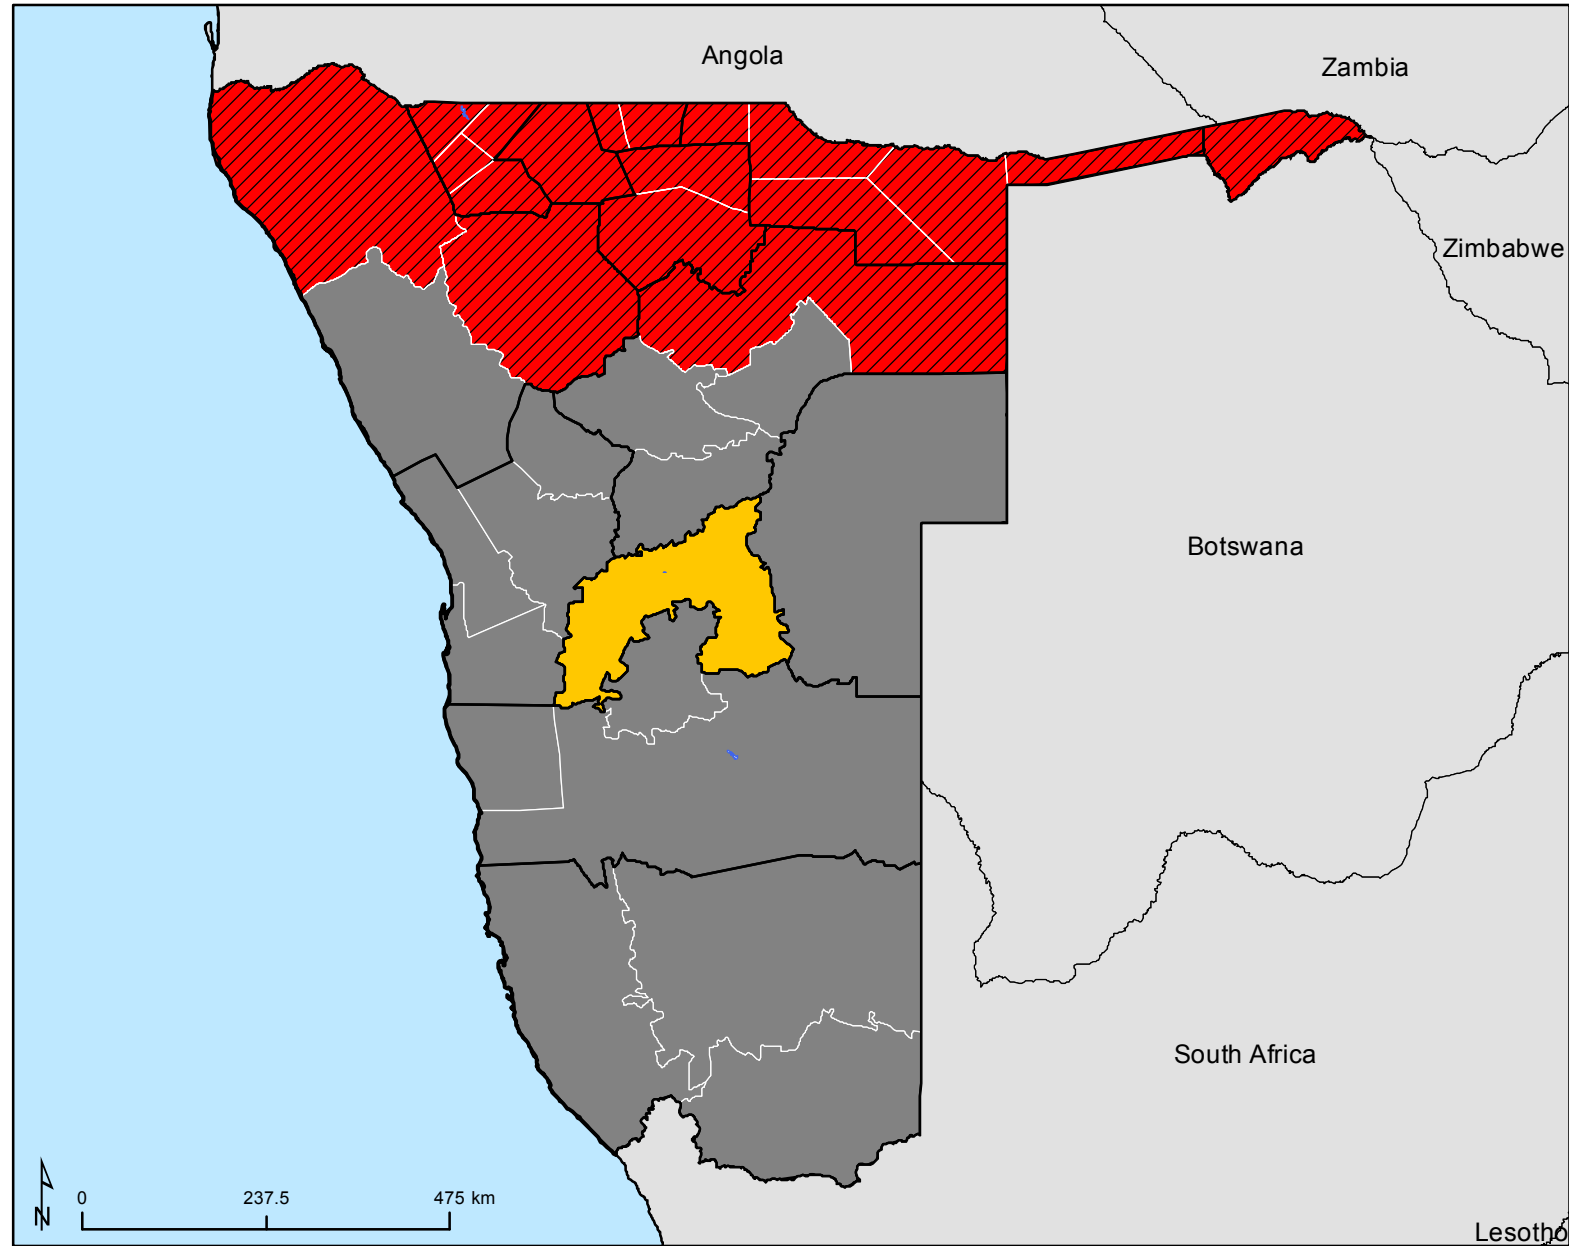 Angola
Zambia
Zimbabwe
Botswana
South Africa
Lesotho
N
0 237.5 475 km